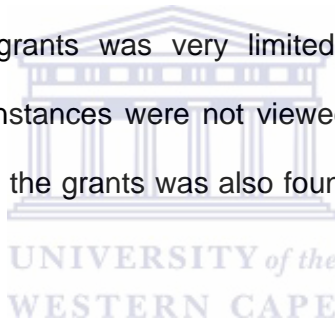 grants was very limited
nstances were not viewe
the grants was also four
UNIVERSITY of the
WESTERN CAPE